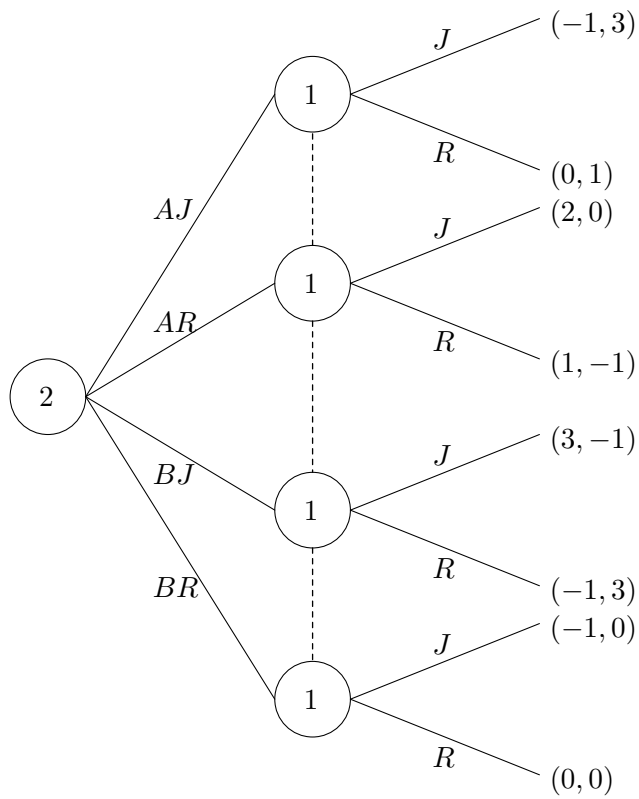 J
(−1, 3)
1
R
(0, 1)
AJ
J
(2, 0)
1
AR
R
(1, −1)
2
J
(3, −1)
BJ
1
R
(−1, 3)
BR
J
(−1, 0)
1
R
(0, 0)